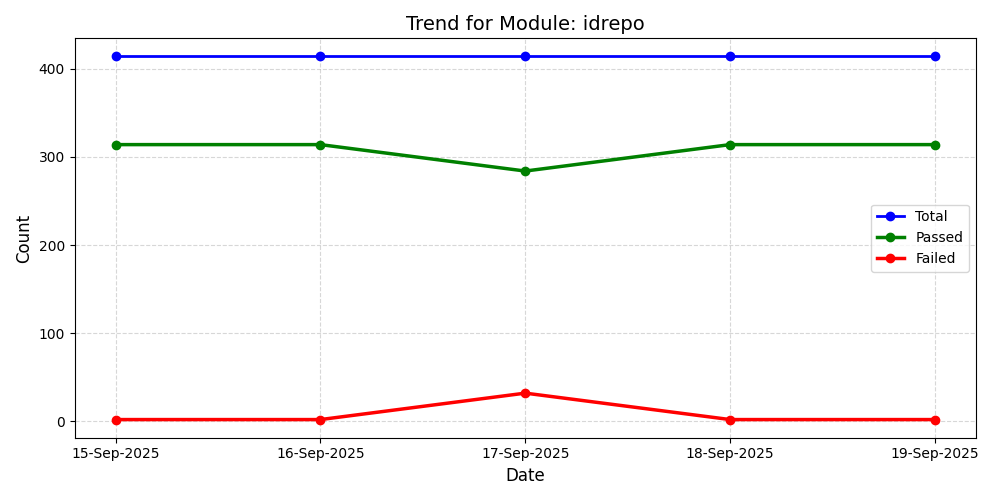 Trend for Module: idrepo
Count
400
300
200
100
0
Total
Passed
Failed
15-Sep-2025
16-Sep-2025
17-Sep-2025
18-Sep-2025
19-Sep-2025
Date